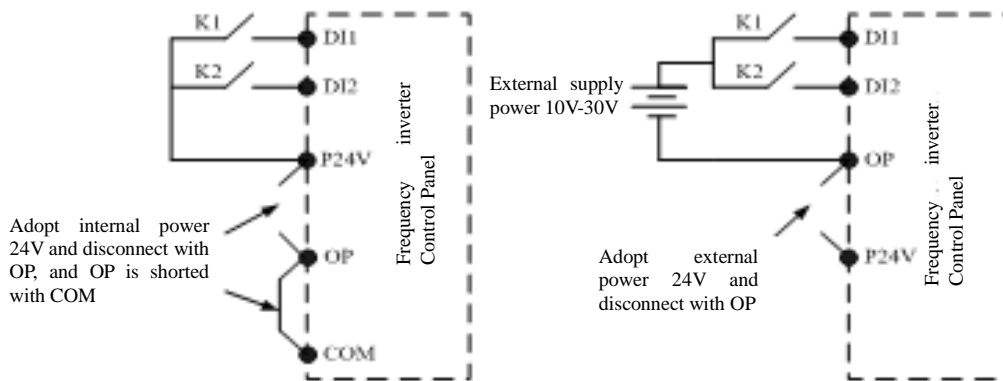 K1
DI1
K2
DI2
P24V
Adopt internal power
24V and disconnect with
OP, and OP is shorted
with COM
OP
COM
Frequency inverter
Control Panel
K1
DI1
K2
DI2
External supply
power 10V-30V
OP
Adopt external
power 24V and
disconnect with OP
P24V
Frequency inverter
Control Panel